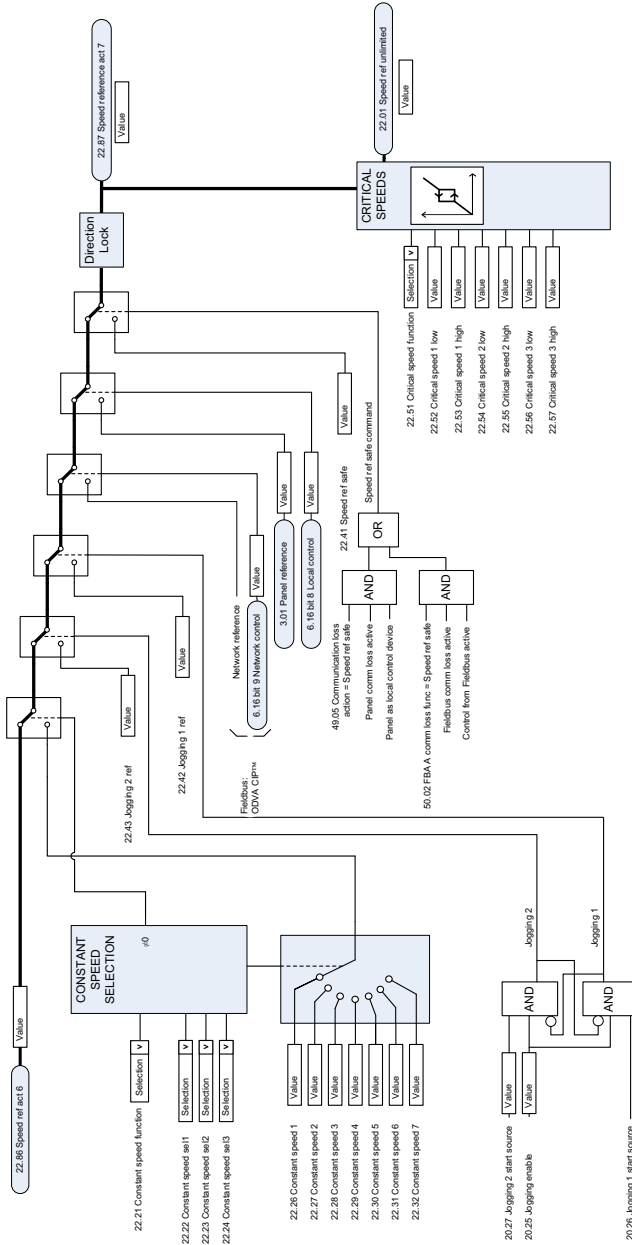 22.86 Speed ref act 6
Value
22.21 Constant speed function
Selection
v
22.22 Constant speed sel1
Selection
v
22.23 Constant speed sel2
Selection
v
22.24 Constant speed sel3
Selection
v
CONSTANT
SPEED
SELECTION
≠0
22.26 Constant speed 1
Value
22.27 Constant speed 2
Value
22.28 Constant speed 3
Value
22.29 Constant speed 4
Value
22.30 Constant speed 5
Value
22.31 Constant speed 6
Value
22.32 Constant speed 7
Value
20.27 Jogging 2 start source
Value
20.25 Jogging enable
Value
20.26 Jogging 1 start source
AND
AND
Jogging 2
Jogging 1
22.43 Jogging 2 ref
Value
22.42 Jogging 1 ref
Value
Fieldbus:
ODVA CIP™
Network reference
6.16 bit 9 Network control
Value
3.01 Panel reference
Value
6.16 bit 8 Local control
Value
22.41 Speed ref safe
Value
49.05 Communication loss
action = Speed ref safe
Panel comm loss active
Panel as local control device
AND
50.02 FBA A comm loss func = Speed ref safe
Fieldbus comm loss active
Control from Fieldbus active
AND
OR
Speed ref safe command
Direction
Lock
22.87 Speed reference act 7
Value
22.51 Critical speed function
Selection
v
22.52 Critical speed 1 low
Value
22.53 Critical speed 1 high
Value
22.54 Critical speed 2 low
Value
22.55 Critical speed 2 high
Value
22.56 Critical speed 3 low
Value
22.57 Critical speed 3 high
Value
CRITICAL
SPEEDS
22.01 Speed ref unlimited
Value